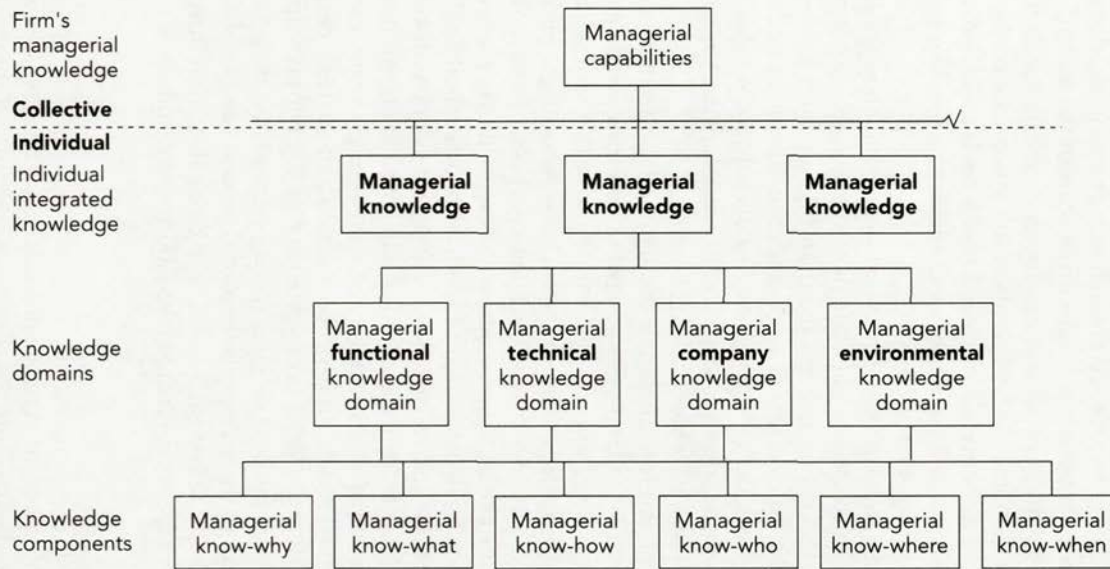 Firm's
managerial
knowledge
Managerial
capabilities
Collective
Individual
Individual
integrated
knowledge
Managerial
knowledge
Managerial
knowledge
Managerial
knowledge
Knowledge
domains
Managerial
functional
knowledge
domain
Managerial
technical
knowledge
domain
Managerial
company
knowledge
domain
Managerial
environmental
knowledge
domain
Knowledge
components
Managerial
know-why
Managerial
know-what
Managerial
know-how
Managerial
know-who
Managerial
know-where
Managerial
know-when